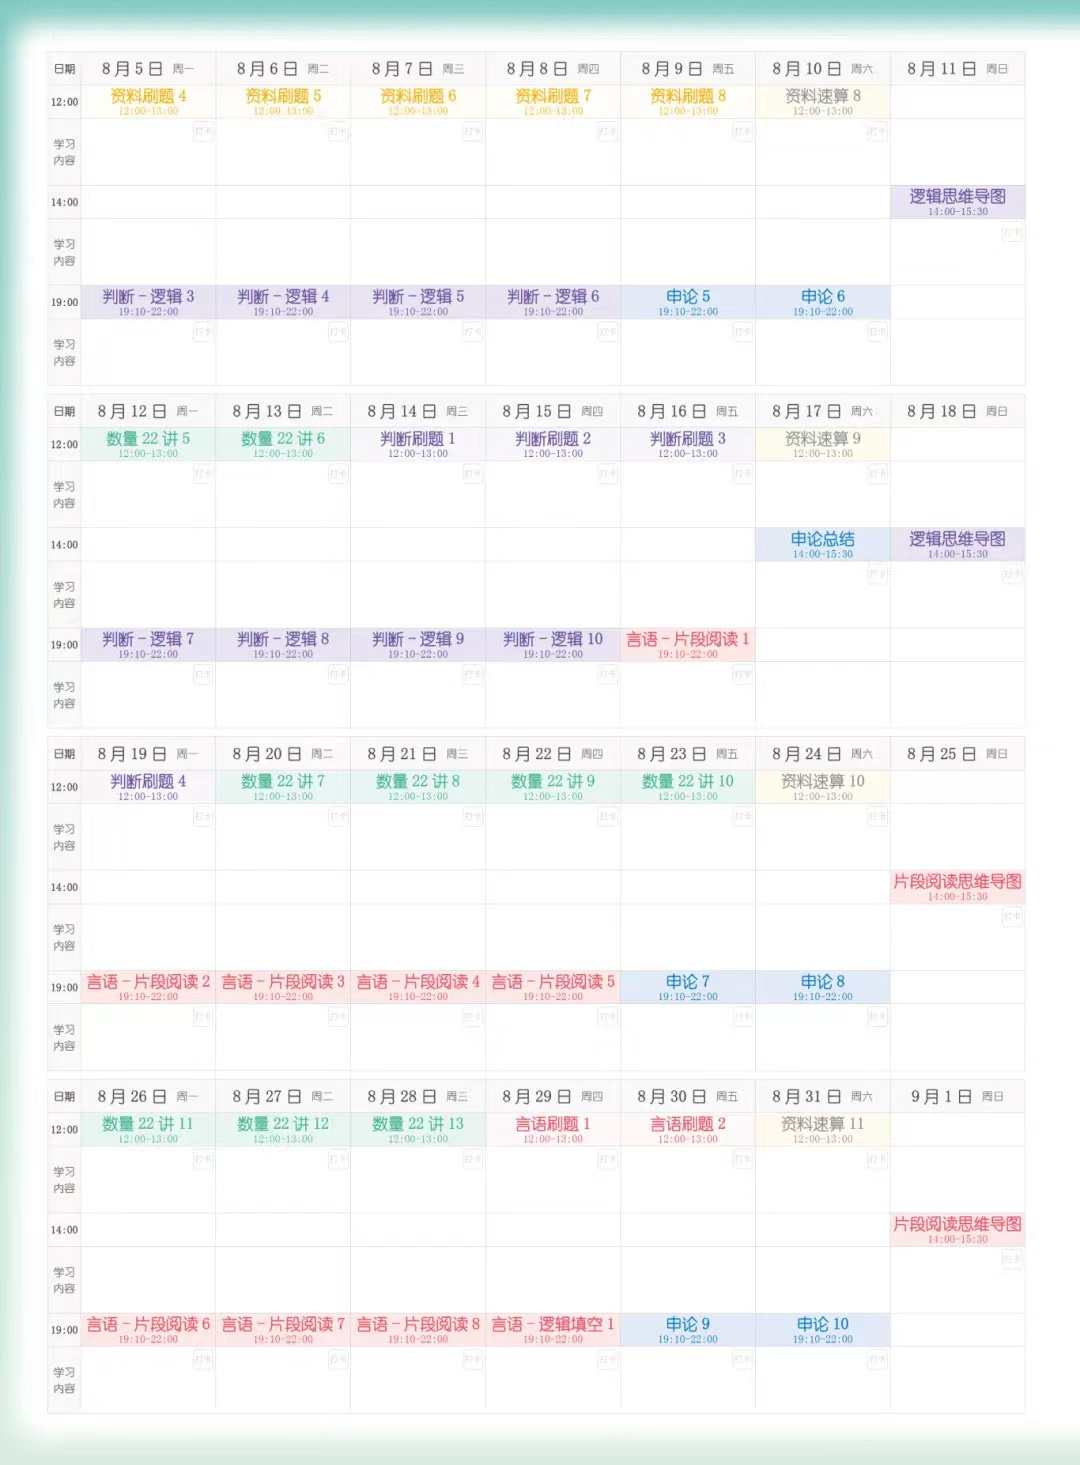 日期 8月5日 周一 8月6日 周二 8月7日 周三 8月8日 周四 8月9日 周五 8月10日 周六 8月11日 周日
12:00 资料刷题 4 资料刷题 5 资料刷题 6 资料刷题 7 资料刷题 8 资料速算 8
12:00-13:00 12:00-13:00 12:00-13:00 12:00-13:00 12:00-13:00 12:00-13:00
打卡 打卡 打卡 打卡 打卡 打卡
学习
内容
14:00 逻辑思维导图
14:00-15:30
打卡
学习
内容
19:00 判断-逻辑 3 判断-逻辑 4 判断-逻辑 5 判断-逻辑 6 申论 5 申论 6
19:10-22:00 19:10-22:00 19:10-22:00 19:10-22:00 19:10-22:00 19:10-22:00
打卡 打卡 打卡 打卡 打卡 打卡
学习
内容
日期 8月12日 周一 8月13日 周二 8月14日 周三 8月15日 周四 8月16日 周五 8月17日 周六 8月18日 周日
12:00 数量 22 讲 5 数量 22 讲 6 判断刷题 1 判断刷题 2 判断刷题 3 资料速算 9
12:00-13:00 12:00-13:00 12:00-13:00 12:00-13:00 12:00-13:00 12:00-13:00
打卡 打卡 打卡 打卡 打卡 打卡
学习
内容
14:00 申论总结 逻辑思维导图
14:00-15:30 14:00-15:30
打卡 打卡
学习
内容
19:00 判断-逻辑 7 判断-逻辑 8 判断-逻辑 9 判断-逻辑 10 言语-片段阅读 1
19:10-22:00 19:10-22:00 19:10-22:00 19:10-22:00 19:10-22:00
打卡 打卡 打卡 打卡 打卡
学习
内容
日期 8月19日 周一 8月20日 周二 8月21日 周三 8月22日 周四 8月23日 周五 8月24日 周六 8月25日 周日
12:00 判断刷题 4 数量 22 讲 7 数量 22 讲 8 数量 22 讲 9 数量 22 讲 10 资料速算 10
12:00-13:00 12:00-13:00 12:00-13:00 12:00-13:00 12:00-13:00 12:00-13:00
打卡 打卡 打卡 打卡 打卡 打卡
学习
内容
14:00 片段阅读思维导图
14:00-15:30
打卡
学习
内容
19:00 言语-片段阅读 2 言语-片段阅读 3 言语-片段阅读 4 言语-片段阅读 5 申论 7 申论 8
19:10-22:00 19:10-22:00 19:10-22:00 19:10-22:00 19:10-22:00 19:10-22:00
打卡 打卡 打卡 打卡 打卡 打卡
学习
内容
日期 8月26日 周一 8月27日 周二 8月28日 周三 8月29日 周四 8月30日 周五 8月31日 周六 9月1日 周日
12:00 数量 22 讲 11 数量 22 讲 12 数量 22 讲 13 言语刷题 1 言语刷题 2 资料速算 11
12:00-13:00 12:00-13:00 12:00-13:00 12:00-13:00 12:00-13:00 12:00-13:00
打卡 打卡 打卡 打卡 打卡 打卡
学习
内容
14:00 片段阅读思维导图
14:00-15:30
打卡
学习
内容
19:00 言语-片段阅读 6 言语-片段阅读 7 言语-片段阅读 8 言语-逻辑填空 1 申论 9 申论 10
19:10-22:00 19:10-22:00 19:10-22:00 19:10-22:00 19:10-22:00 19:10-22:00
打卡 打卡 打卡 打卡 打卡 打卡
学习
内容